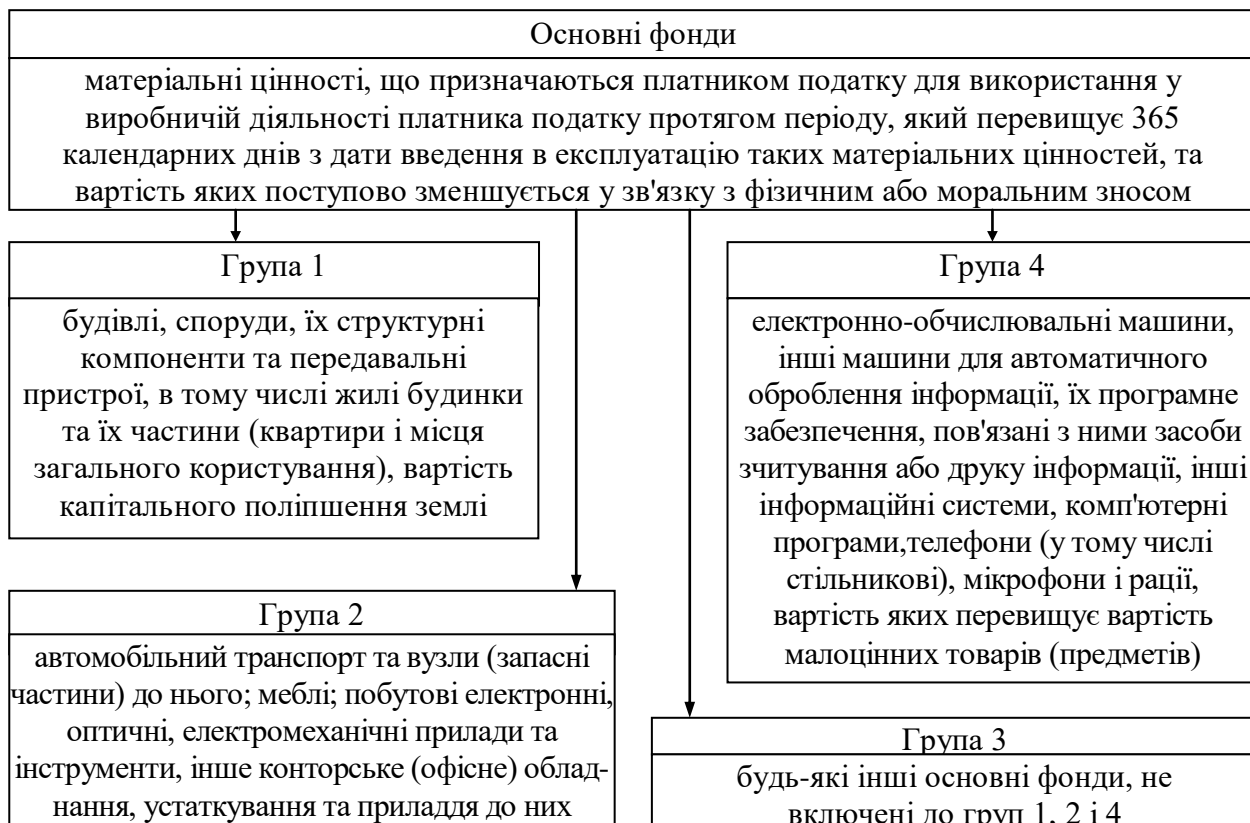 Основні фонди
матеріальні цінності, що призначаються платником податку для використання у
виробничій діяльності платника податку протягом періоду, який перевищує 365
календарних днів з дати введення в експлуатацію таких матеріальних цінностей, та
вартість яких поступово зменшується у зв'язку з фізичним або моральним зносом
Група 1
будівлі, споруди, їх структурні
компоненти та передавальні
пристрої, в тому числі жилі будинки
та їх частини (квартири і місця
загального користування), вартість
капітального поліпшення землі
Група 4
електронно-обчислювальні машини,
інші машини для автоматичного
оброблення інформації, їх програмне
забезпечення, пов'язані з ними засоби
зчитування або друку інформації, інші
інформаційні системи, комп'ютерні
програми,телефони (у тому числі
стільникові), мікрофони і рації,
вартість яких перевищує вартість
малоцінних товарів (предметів)
Група 2
автомобільний транспорт та вузли (запасні
частини) до нього; меблі; побутові електронні,
оптичні, електромеханічні прилади та
інструменти, інше конторське (офісне) облад-
нання, устаткування та приладдя до них
Група 3
будь-які інші основні фонди, не
включені до груп 1, 2 і 4